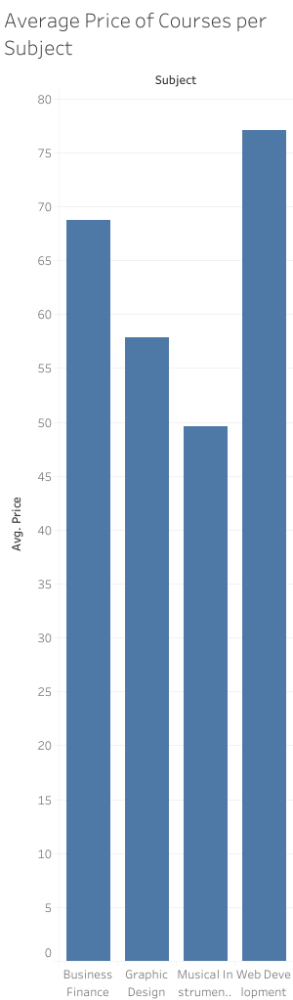 Average Price of Courses per
Subject
Subject
80
75
70
65
60
55
50
45
40
35
30
25
20
15
10
5
0
Avg. Price
Business
Finance
Graphic
Design
Musical In
strumen..
Web Deve
lopment